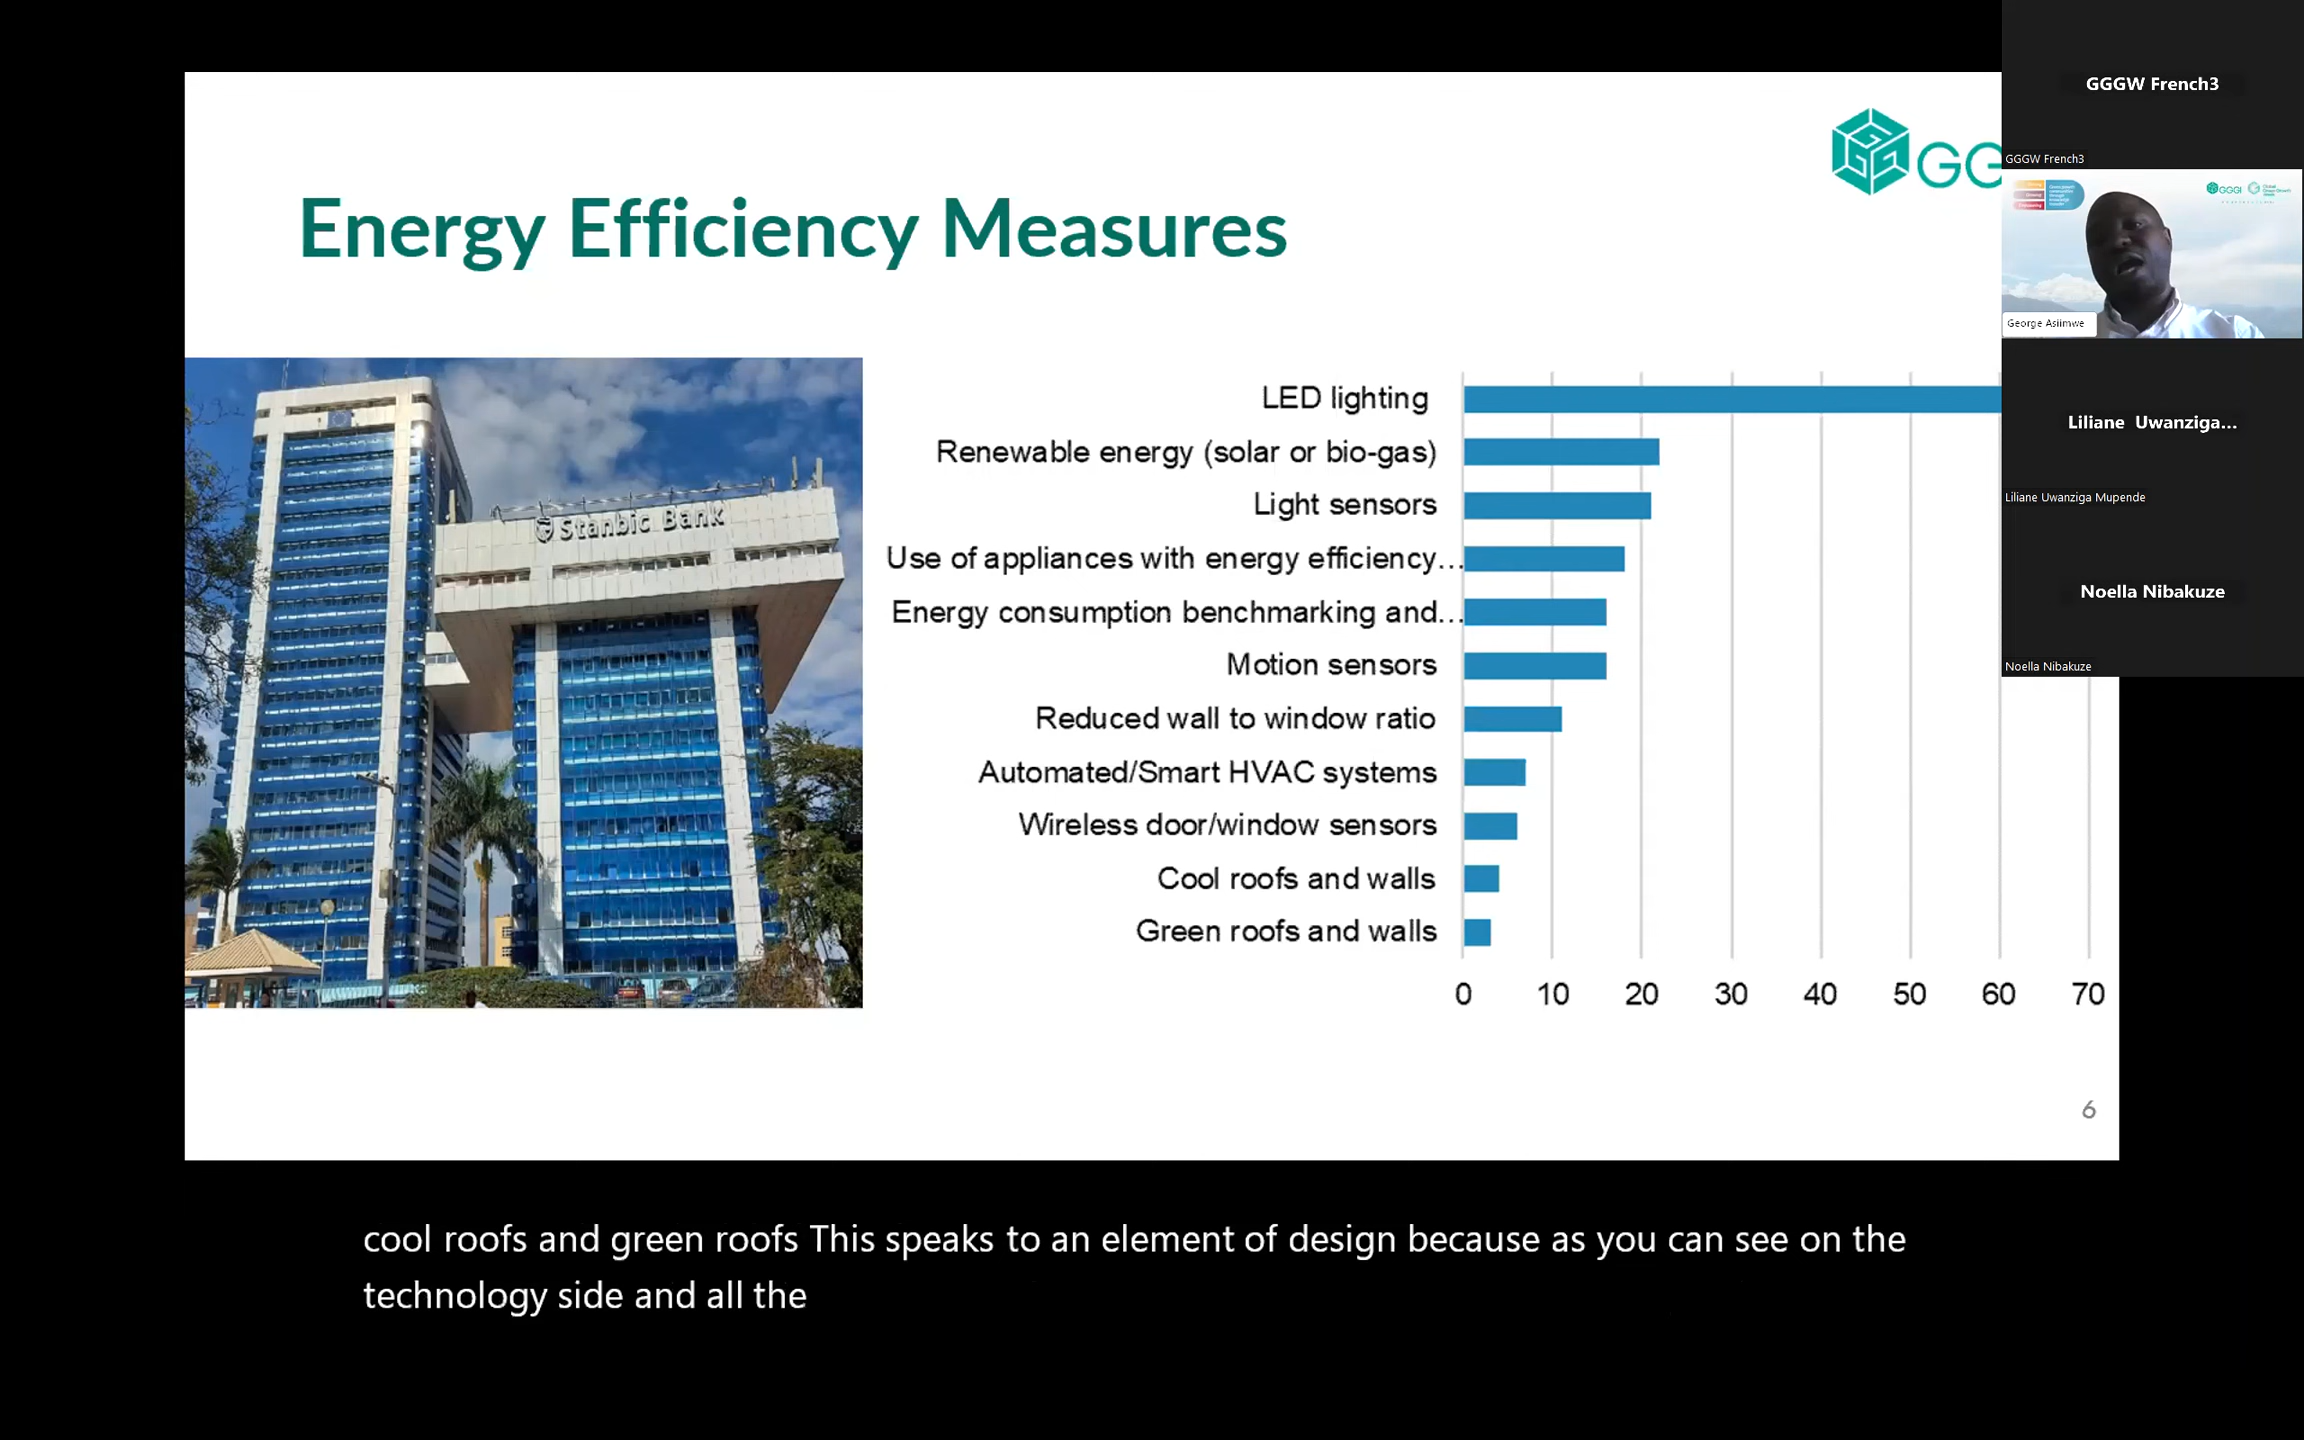 GG
Energy Efficiency Measures
Stanbic Bank
LED lighting
Renewable energy (solar or bio-gas)
Light sensors
Use of appliances with energy efficiency...
Energy consumption benchmarking and...
Motion sensors
Reduced wall to window ratio
Automated/Smart HVAC systems
Wireless door/window sensors
Cool roofs and walls
Green roofs and walls
0 10 20 30 40 50 60 70
6
GGGW French3
GGGW French3
GGGI
George Asiimwe
Liliane Uwanziga...
Liliane Uwanziga Mupende
Noella Nibakuze
Noella Nibakuze
cool roofs and green roofs This speaks to an element of design because as you can see on the
technology side and all the